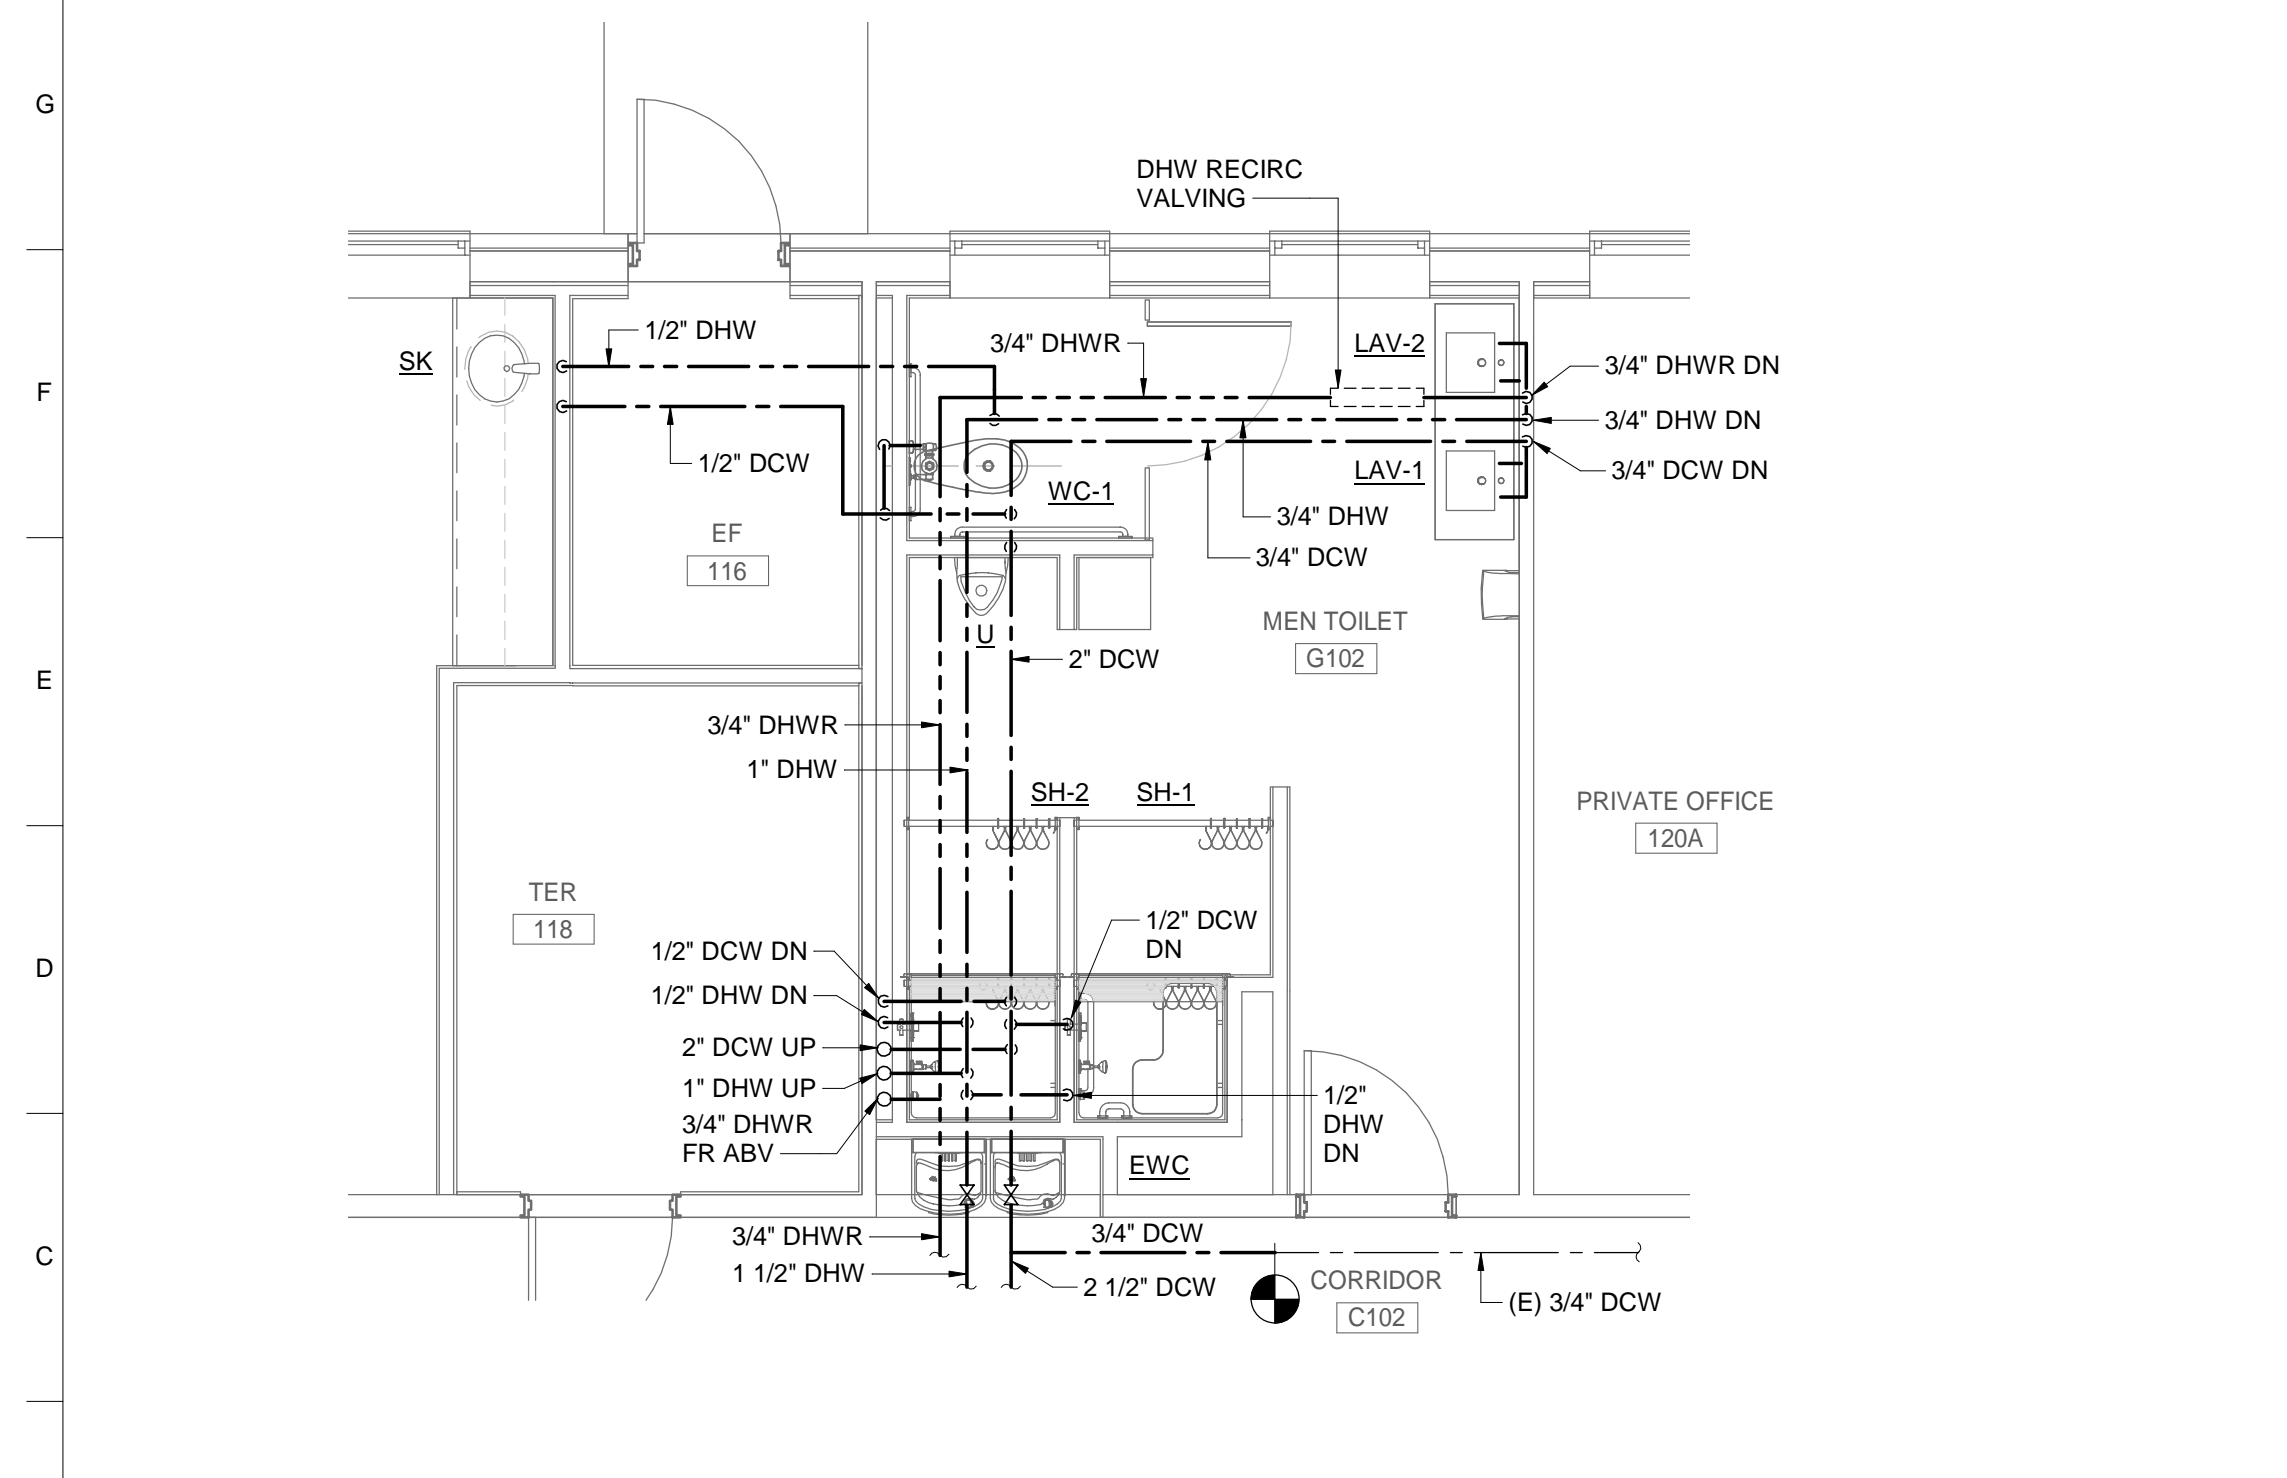 G
DHW RECIRC
VALVING
1/2" DHW
3/4" DHWR
LAV-2
SK
3/4" DHWR DN
F
3/4" DHW DN
1/2" DCW
LAV-1
3/4" DCW DN
WC-1
3/4" DHW
EF
116
3/4" DCW
MEN TOILET
G102
U
2" DCW
E
3/4" DHWR
1" DHW
SH-2
SH-1
PRIVATE OFFICE
120A
TER
118
1/2" DCW
DN
1/2" DCW DN
D
1/2" DHW DN
2" DCW UP
1" DHW UP
3/4" DHWR
FR ABV
1/2"
DHW
DN
EWC
3/4" DHWR
3/4" DCW
C
1 1/2" DHW
2 1/2" DCW
CORRIDOR
C102
(E) 3/4" DCW